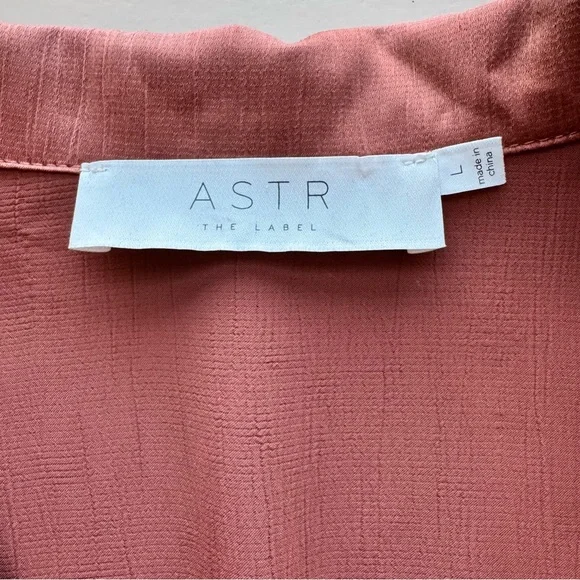 ASTR
THE LABEL
L
made in
china